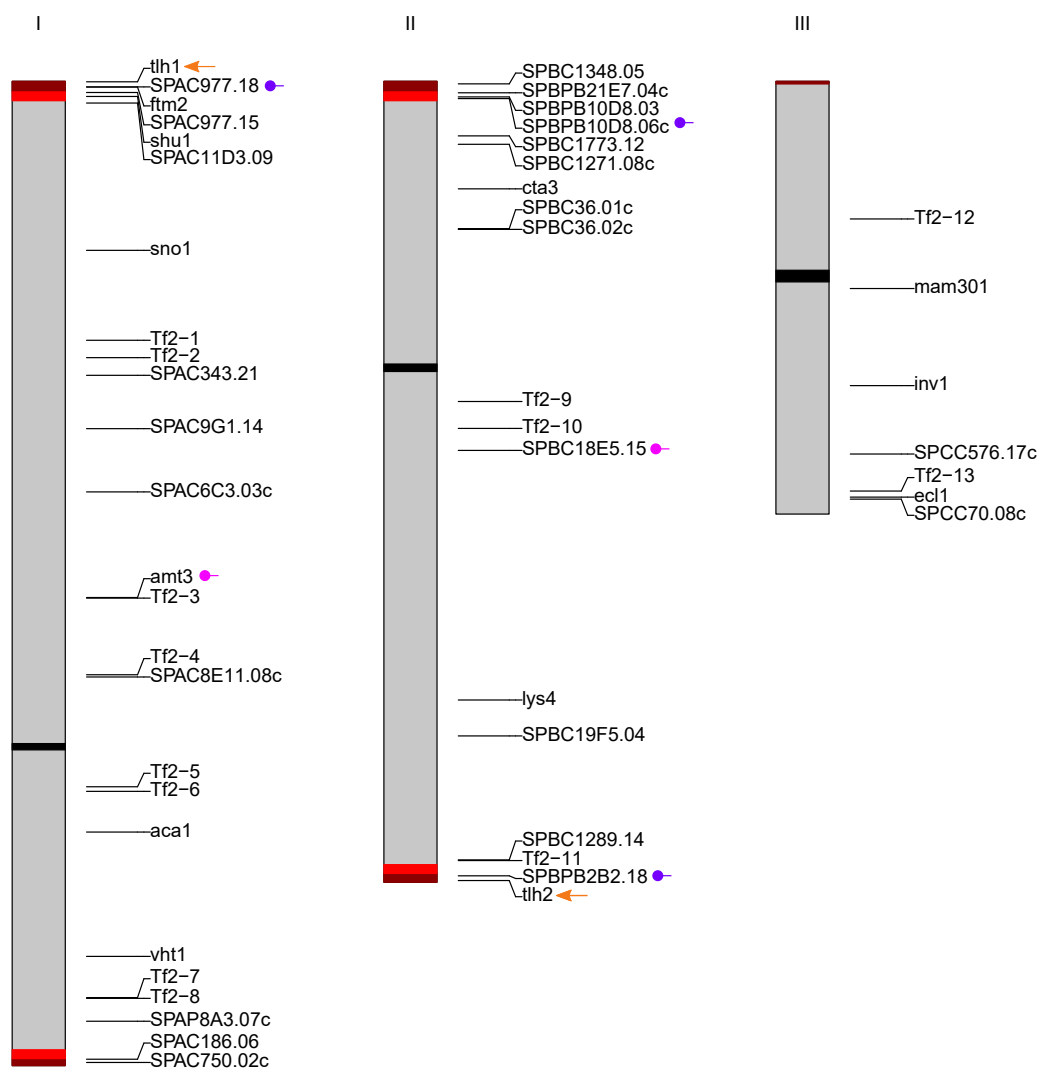 I
tlh1
SPAC977.18
ftm2
SPAC977.15
shu1
SPAC11D3.09
sno1
Tf2−1
Tf2−2
SPAC343.21
SPAC9G1.14
SPAC6C3.03c
amt3
Tf2−3
Tf2−4
SPAC8E11.08c
Tf2−5
Tf2−6
aca1
vht1
Tf2−7
Tf2−8
SPAP8A3.07c
SPAC186.06
SPAC750.02c
II
SPBC1348.05
SPBPB21E7.04c
SPBPB10D8.03
SPBPB10D8.06c
SPBC1773.12
SPBC1271.08c
cta3
SPBC36.01c
SPBC36.02c
Tf2−9
Tf2−10
SPBC18E5.15
lys4
SPBC19F5.04
SPBC1289.14
Tf2−11
SPBPB2B2.18
tlh2
III
Tf2−12
mam301
inv1
SPCC576.17c
Tf2−13
ecl1
SPCC70.08c